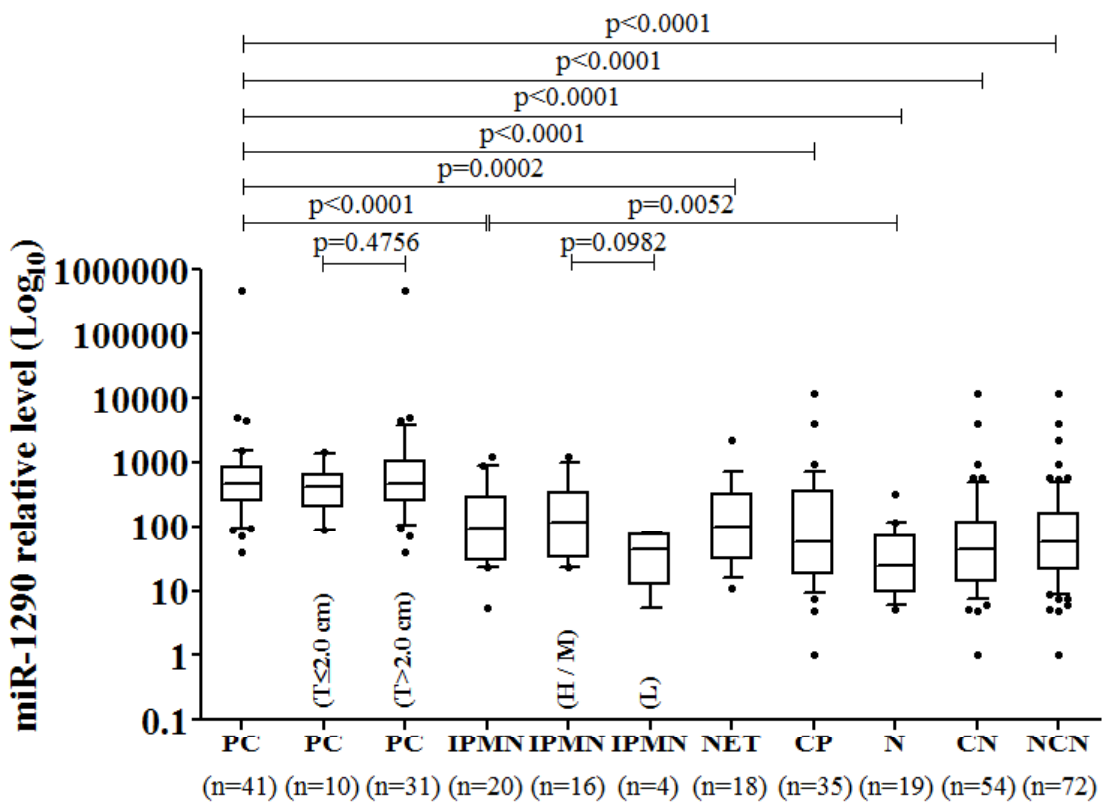 p<0.0001
p<0.0001
p<0.0001
p<0.0001
p=0.0002
p<0.0001 p=0.0052
p=0.4756 p=0.0982
miR-1290 relative level (Log10)
1000000
100000
10000
1000
100
10
1
0.1
(T≤2.0 cm)
(T>2.0 cm)
(H / M)
(L)
PC PC PC IPMN IPMN IPMN NET CP N CN NCN
(n=41) (n=10) (n=31) (n=20) (n=16) (n=4) (n=18) (n=35) (n=19) (n=54) (n=72)